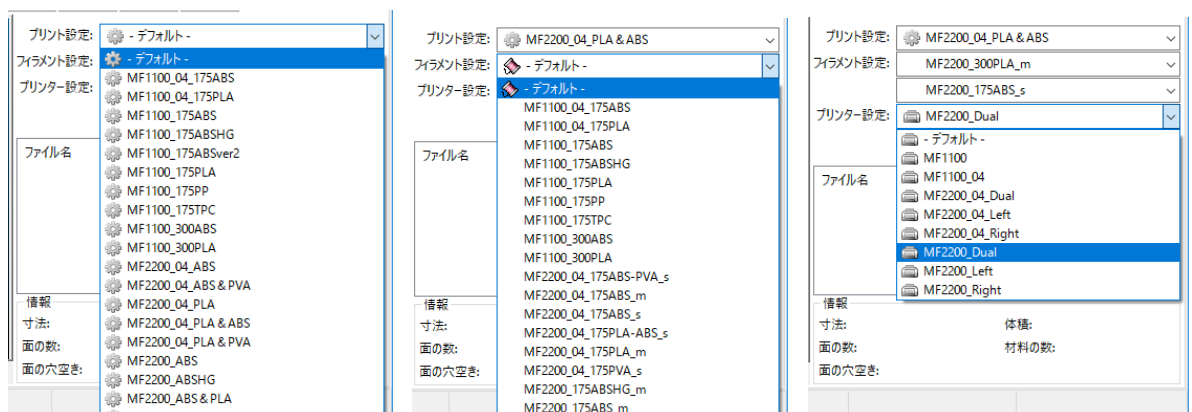 プリント設定: - デフォルト -
フィラメント設定: - デフォルト -
プリンター設定: MF1100_04_175ABS
MF1100_04_175PLA
MF1100_175ABS
MF1100_175ABSHG
ファイル名 MF1100_175ABSver2
MF1100_175PLA
MF1100_175PP
MF1100_175TPC
MF1100_300ABS
MF1100_300PLA
MF2200_04_ABS
MF2200_04_ABS & PVA
情報 MF2200_04_PLA
寸法: MF2200_04_PLA & ABS
面の数: MF2200_04_PLA & PVA
MF2200_ABS
面の穴空き: MF2200_ABSHG
MF2200_ABS & PLA
プリント設定: MF2200_04_PLA & ABS
フィラメント設定: - デフォルト -
プリンター設定: - デフォルト -
MF1100_04_175ABS
MF1100_04_175PLA
MF1100_175ABS
ファイル名 MF1100_175ABSHG
MF1100_175PLA
MF1100_175PP
MF1100_175TPC
MF1100_300ABS
MF1100_300PLA
MF2200_04_175ABS-PVA_s
MF2200_04_175ABS_m
情報
寸法: MF2200_04_175ABS_s
MF2200_04_175PLA-ABS_s
面の数: MF2200_04_175PLA_m
面の穴空き: MF2200_04_175PVA_s
MF2200_175ABSHG_m
MF2200_175ABS_m
プリント設定: MF2200_04_PLA & ABS
フィラメント設定: MF2200_300PLA_m
MF2200_175ABS_s
プリンター設定: MF2200_Dual
- デフォルト -
MF1100
ファイル名 MF1100_04
MF2200_04_Dual
MF2200_04_Left
MF2200_04_Right
MF2200_Dual
MF2200_Left
MF2200_Right
情報
寸法: 体積:
面の数: 材料の数:
面の穴空き: